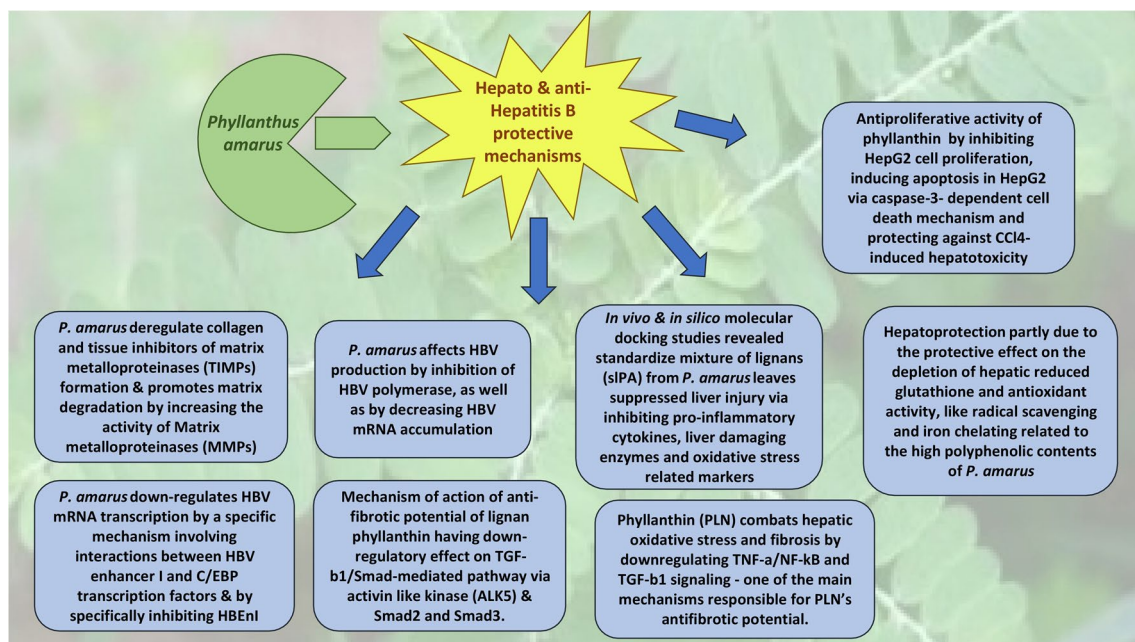 Phyllanthus
amarus
Hepato & anti-
Hepatitis B
protective
mechanisms
Antiproliferative activity of
phyllanthin by inhibiting
HepG2 cell proliferation,
inducing apoptosis in HepG2
via caspase-3- dependent cell
death mechanism and
protecting against CCl4-
induced hepatotoxicity
P. amarus deregulate collagen
and tissue inhibitors of matrix
metalloproteinases (TIMPs)
formation & promotes matrix
degradation by increasing the
activity of Matrix
metalloproteinases (MMPs)
P. amarus affects HBV
production by inhibition of
HBV polymerase, as well
as by decreasing HBV
mRNA accumulation
In vivo & in silico molecular
docking studies revealed
standardize mixture of lignans
(slPA) from P. amarus leaves
suppressed liver injury via
inhibiting pro-inflammatory
cytokines, liver damaging
enzymes and oxidative stress
related markers
Hepatoprotection partly due to
the protective effect on the
depletion of hepatic reduced
glutathione and antioxidant
activity, like radical scavenging
and iron chelating related to
the high polyphenolic contents
of P. amarus
P. amarus down-regulates HBV
mRNA transcription by a specific
mechanism involving
interactions between HBV
enhancer I and C/EBP
transcription factors & by
specifically inhibiting HBEnI
Mechanism of action of anti-
fibrotic potential of lignan
phyllanthin having down-
regulatory effect on TGF-
b1/Smad-mediated pathway via
activin like kinase (ALK5) &
Smad2 and Smad3.
Phyllanthin (PLN) combats hepatic
oxidative stress and fibrosis by
downregulating TNF-a/NF-kB and
TGF-b1 signaling - one of the main
mechanisms responsible for PLN’s
antifibrotic potential.